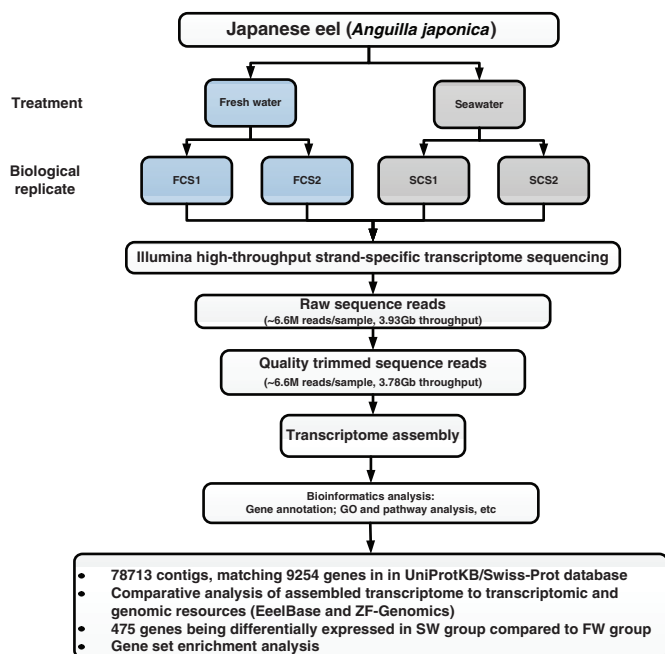 Japanese eel (Anguilla japonica)
Treatment
Fresh water
Seawater
Biological
replicate
FCS1
FCS2
SCS1
SCS2
Illumina high-throughput strand-specific transcriptome sequencing
Raw sequence reads
(~6.6M reads/sample, 3.93Gb throughput)
Quality trimmed sequence reads
(~6.6M reads/sample, 3.78Gb throughput)
Transcriptome assembly
Bioinformatics analysis:
Gene annotation; GO and pathway analysis, etc
• 78713 contigs, matching 9254 genes in in UniProtKB/Swiss-Prot database
• Comparative analysis of assembled transcriptome to transcriptomic and
genomic resources (EeelBase and ZF-Genomics)
• 475 genes being differentially expressed in SW group compared to FW group
• Gene set enrichment analysis